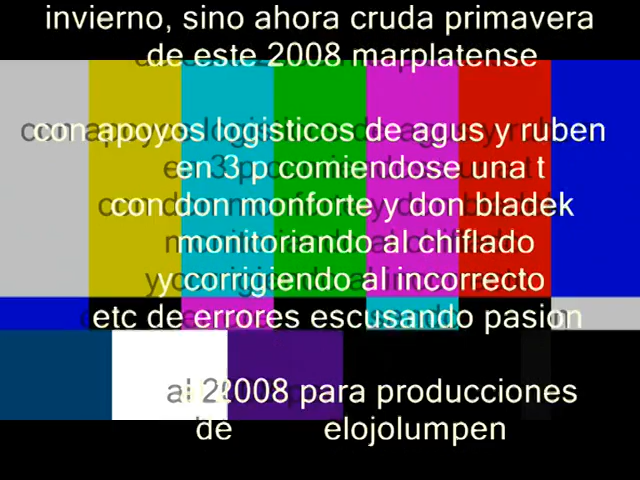 invierno, sino ahora cruda primavera
de este 2008 marplatense
con apoyos logisticos de agus y ruben
en 3 p comiendose una t
con don monforte y don bladek
monitoriando al chiflado
y corrigiendo al incorrecto
etc de errores escusando pasion
al 2008 para producciones
de elojolumpen